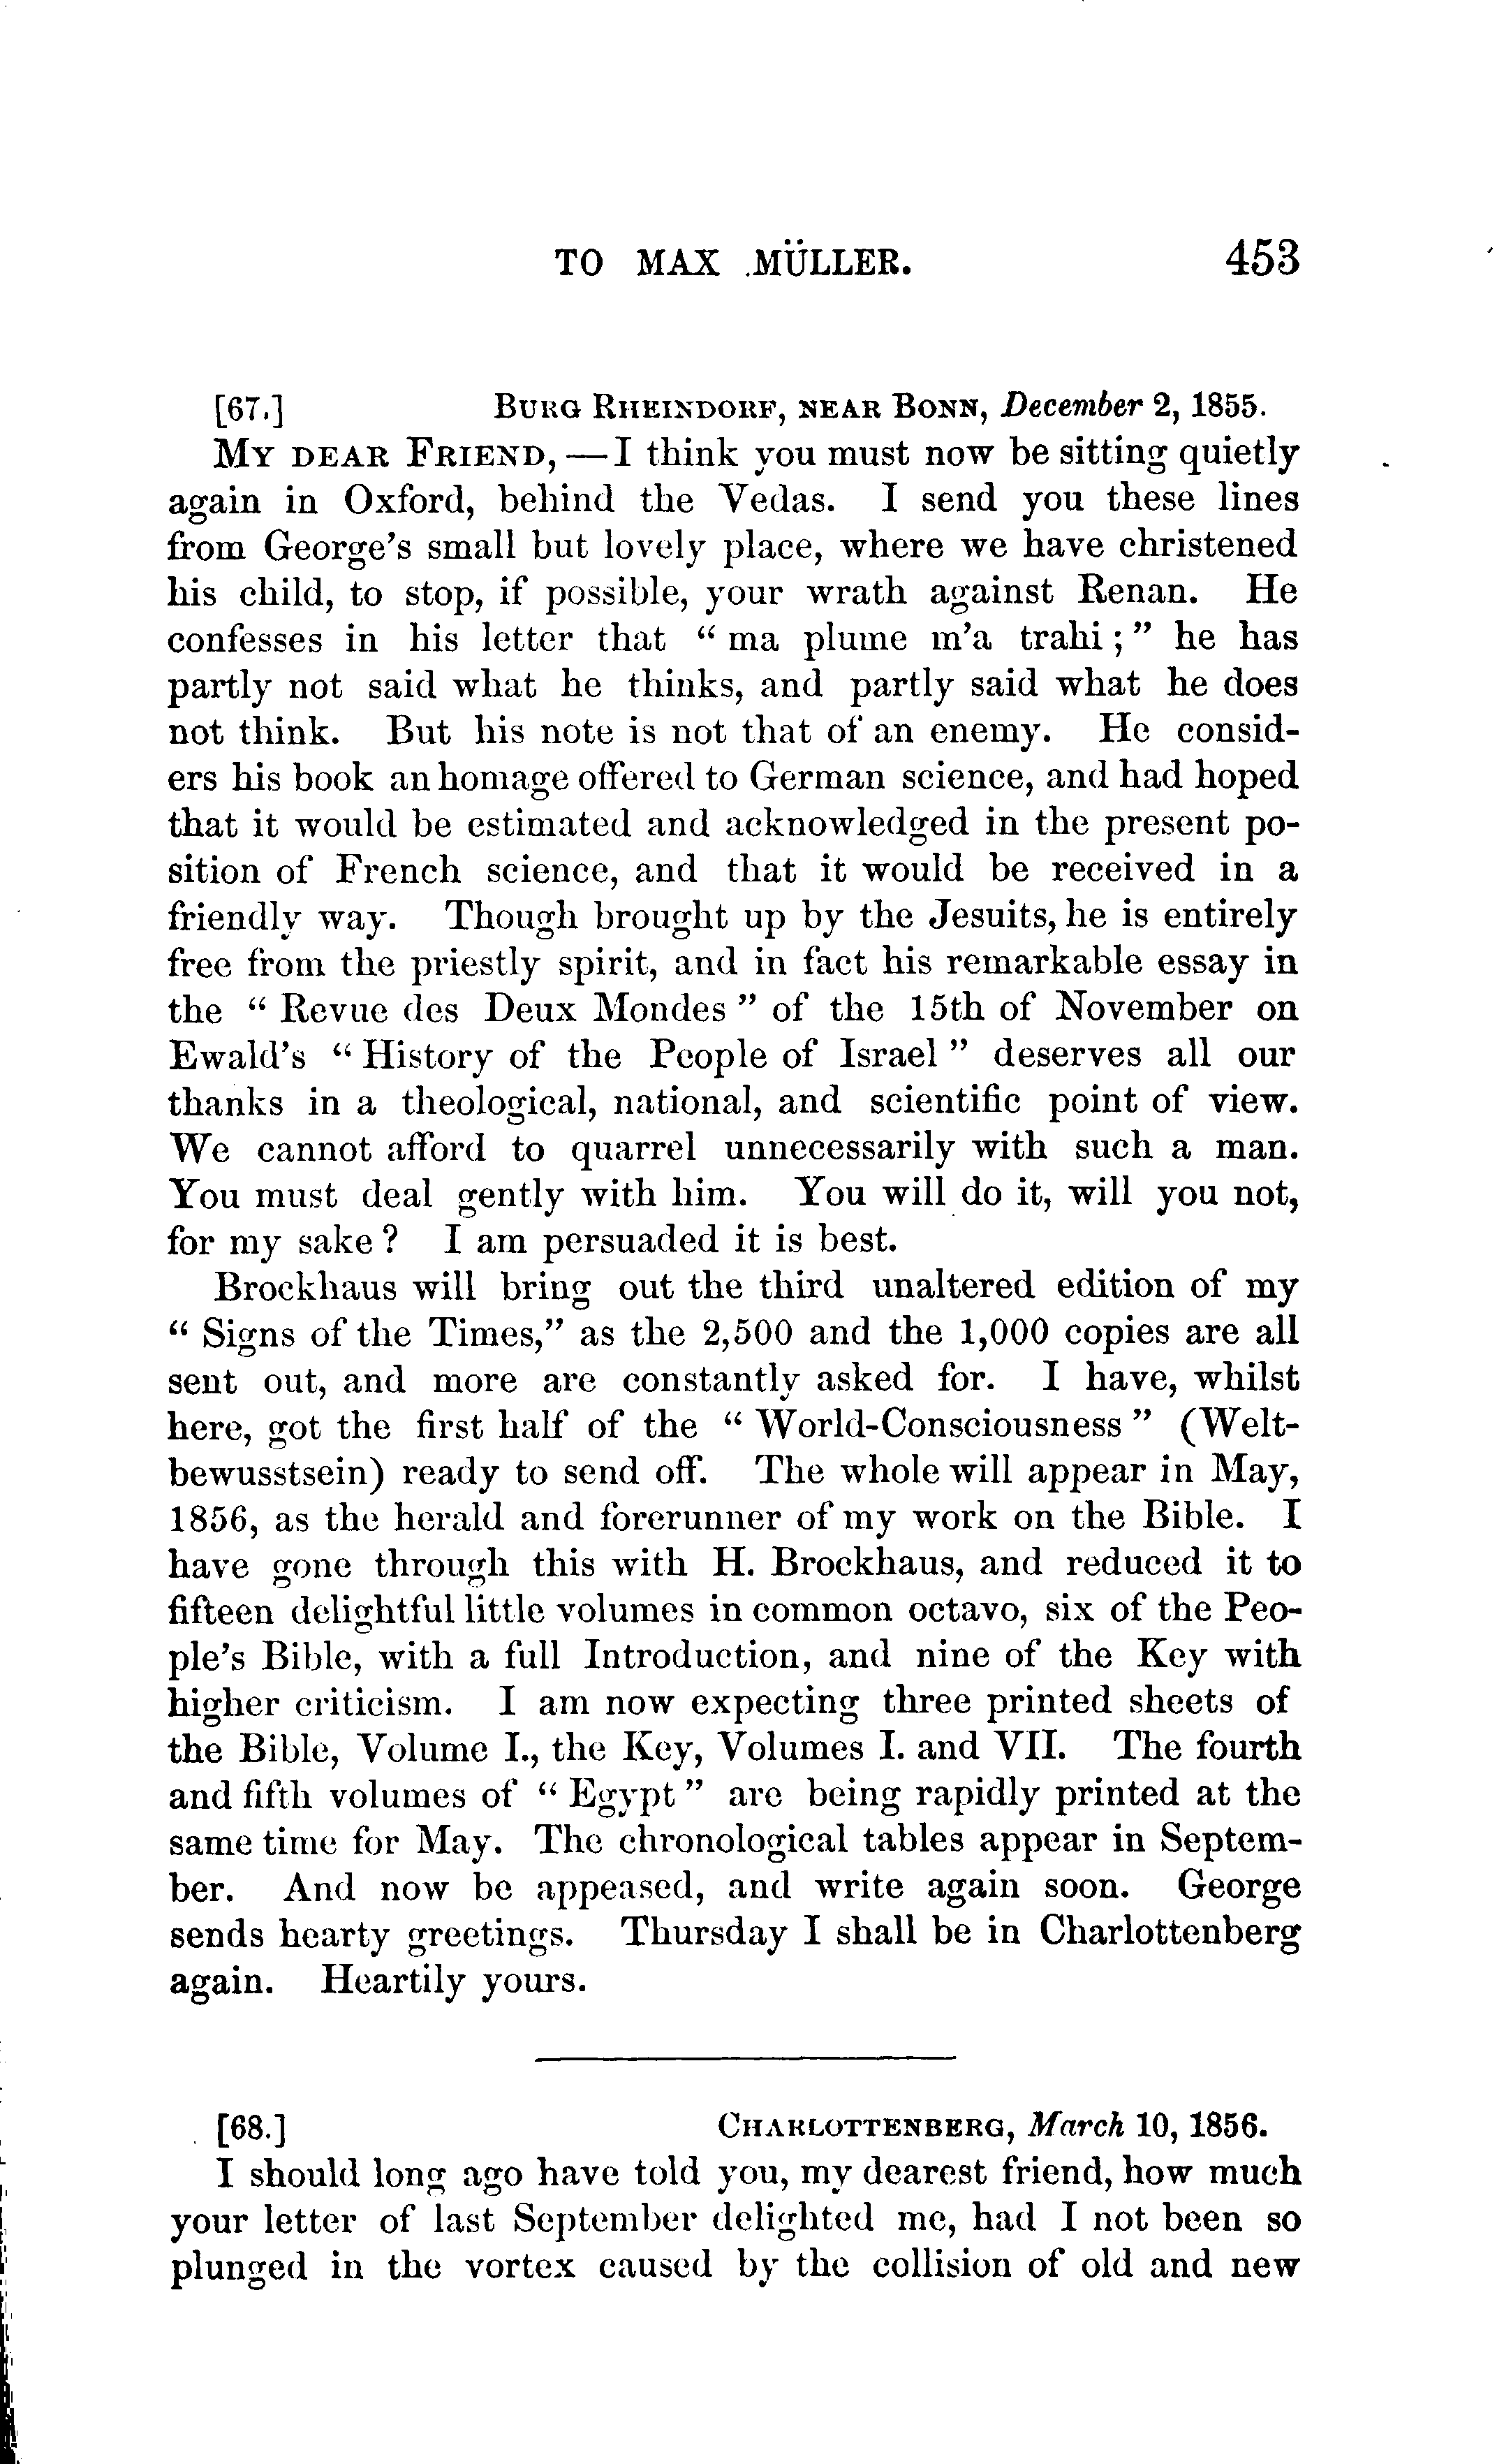 TO MAX MÜLLER. 453
[67.] BURG RHEINDORF, NEAR BONN, December 2, 1855.
MY DEAR FRIEND, — I think you must now be sitting quietly
again in Oxford, behind the Vedas. I send you these lines
from George's small but lovely place, where we have christened
his child, to stop, if possible, your wrath against Renan. He
confesses in his letter that “ ma plume m'a trahi ; ” he has
partly not said what he thinks, and partly said what he does
not think. But his note is not that of an enemy. He consid-
ers his book an homage offered to German science, and had hoped
that it would be estimated and acknowledged in the present po-
sition of French science, and that it would be received in a
friendly way. Though brought up by the Jesuits, he is entirely
free from the priestly spirit, and in fact his remarkable essay in
the “ Revue des Deux Mondes ” of the 15th of November on
Ewald's “ History of the People of Israel ” deserves all our
thanks in a theological, national, and scientific point of view.
We cannot afford to quarrel unnecessarily with such a man.
You must deal gently with him. You will do it, will you not,
for my sake ? I am persuaded it is best.
Brockhaus will bring out the third unaltered edition of my
“ Signs of the Times,” as the 2,500 and the 1,000 copies are all
sent out, and more are constantly asked for. I have, whilst
here, got the first half of the “ World-Consciousness ” (Welt-
bewusstsein) ready to send off. The whole will appear in May,
1856, as the herald and forerunner of my work on the Bible. I
have gone through this with H. Brockhaus, and reduced it to
fifteen delightful little volumes in common octavo, six of the Peo-
ple's Bible, with a full Introduction, and nine of the Key with
higher criticism. I am now expecting three printed sheets of
the Bible, Volume I., the Key, Volumes I. and VII. The fourth
and fifth volumes of “ Egypt ” are being rapidly printed at the
same time for May. The chronological tables appear in Septem-
ber. And now be appeased, and write again soon. George
sends hearty greetings. Thursday I shall be in Charlottenberg
again. Heartily yours.
[68.] CHARLOTTENBERG, March 10, 1856.
I should long ago have told you, my dearest friend, how much
your letter of last September delighted me, had I not been so
plunged in the vortex caused by the collision of old and new